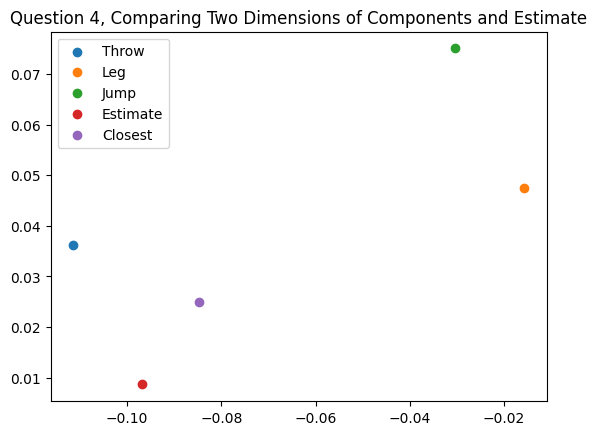 Question 4, Comparing Two Dimensions of Components and Estimate
Throw
Leg
Jump
Estimate
Closest
0.07
0.06
0.05
0.04
0.03
0.02
0.01
−0.10 −0.08 −0.06 −0.04 −0.02